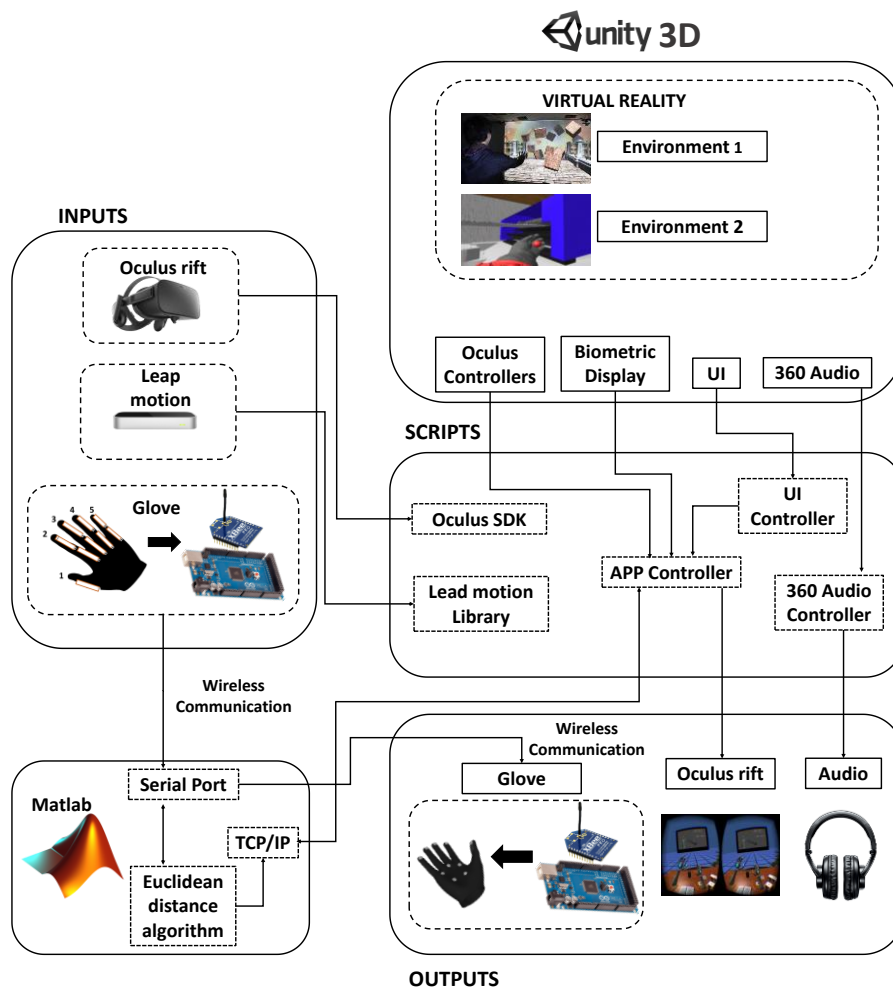 unity 3D
VIRTUAL REALITY
Environment 1
Environment 2
INPUTS
Oculus rift
Leap
motion
Glove
1
2
3
4
5
Oculus
Controllers
Biometric
Display
UI
360 Audio
SCRIPTS
Oculus SDK
Lead motion
Library
APP Controller
UI
Controller
360 Audio
Controller
Wireless
Communication
Matlab
Serial Port
TCP/IP
Euclidean
distance
algorithm
Wireless
Communication
Glove
Oculus rift
Audio
OUTPUTS